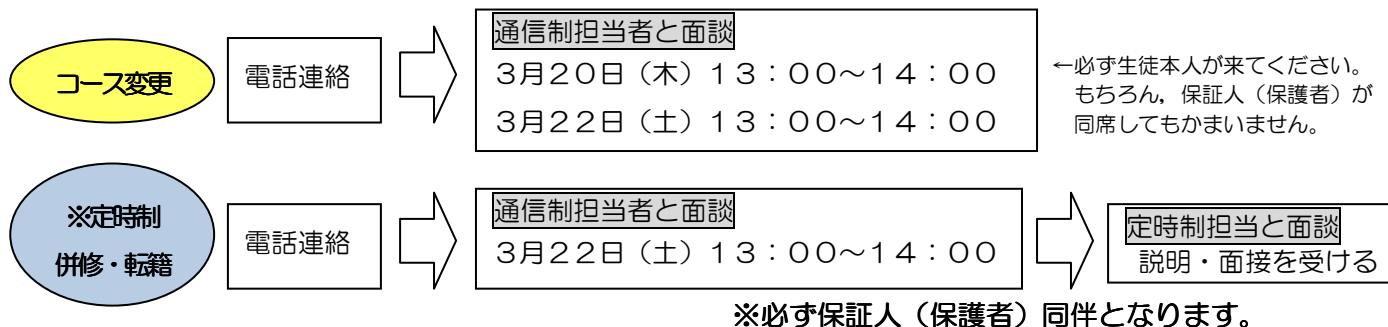 コース変更
電話連絡
通信制担当者と面談
3月20日（木）13：00～14：00
3月22日（土）13：00～14：00
←必ず生徒本人が来てください。
もちろん，保証人（保護者）が
同席してもかまいません。
※定時制
併修・転籍
電話連絡
通信制担当者と面談
3月22日（土）13：00～14：00
定時制担当と面談
説明・面接を受ける
※必ず保証人（保護者）同伴となります。